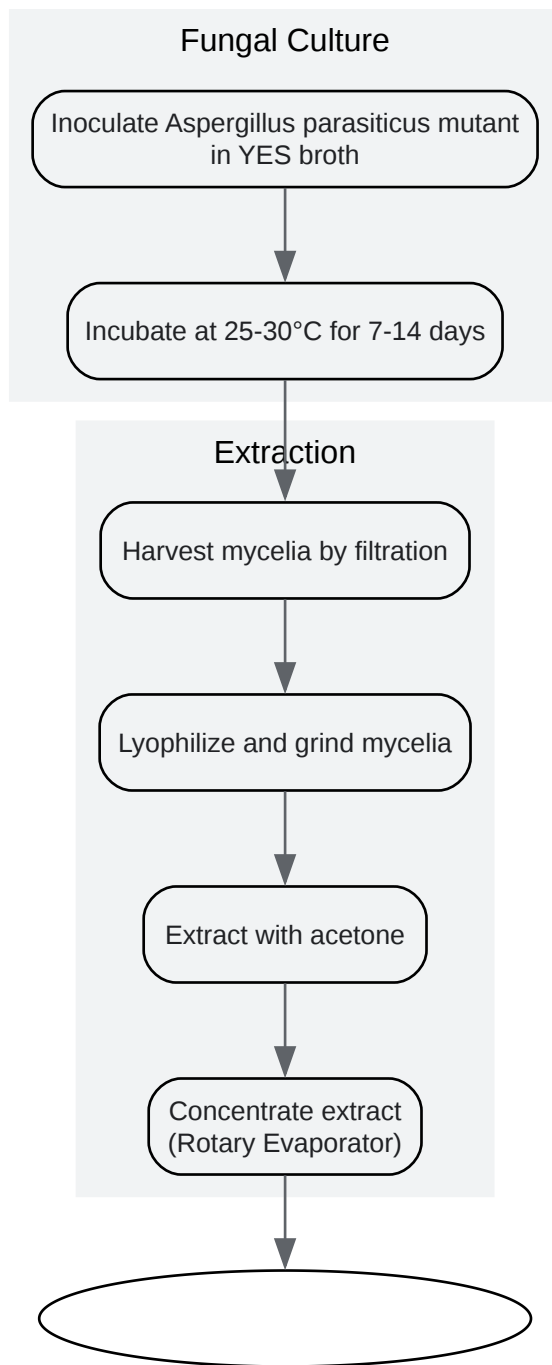 Fungal Culture
Inoculate Aspergillus parasiticus mutant
in YES broth
Incubate at 25-30°C for 7-14 days
Extraction
Harvest mycelia by filtration
Lyophilize and grind mycelia
Extract with acetone
Concentrate extract
(Rotary Evaporator)